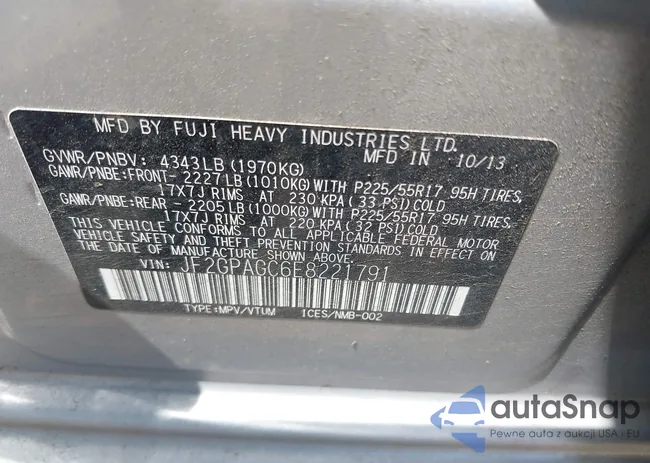 MFD BY FUJI HEAVY INDUSTRIES LTD.
GVWR/PNBV: 4343LB(1970KG) MFD IN 10/13
GAWR/PNBE:FRONT- 2227LB(1010KG)WITH P225/55R17 95H TIRES,
17X7J RIMS AT 230 KPA(33 PSI)COLD
GAWR/PNBE:REAR - 2205LB(1000KG)WITH P225/55R17 95H TIRES,
17X7J RIMS AT 220 KPA(32 PSI)COLD
THIS VEHICLE CONFORMS TO ALL APPLICABLE FEDERAL MOTOR
VEHICLE SAFETY AND THEFT PREVENTION STANDARDS IN EFFECT ON
THE DATE OF MANUFACTURE SHOWN ABOVE.
VIN: JF2GPAGC6E8221791
TYPE:MPV/VTUM ICES/NMB-002
autaSnap
Pewne auta z aukcji USA i EU